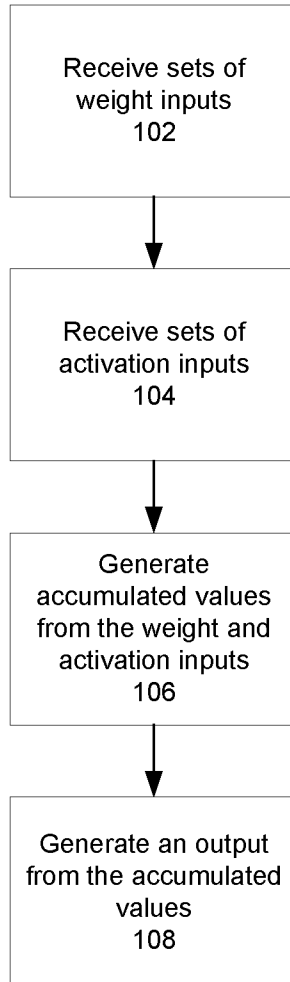 Receive sets of
weight inputs
102
Receive sets of
activation inputs
104
Generate
accumulated values
from the weight and
activation inputs
106
Generate an output
from the accumulated
values
108